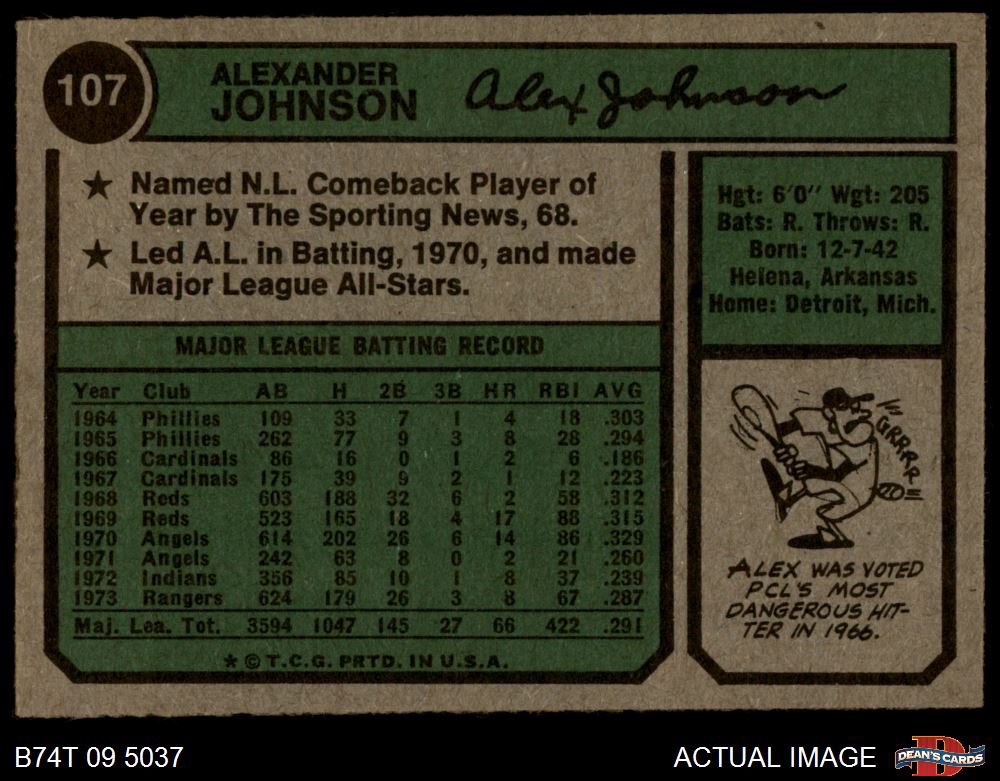 107
ALEXANDER
JOHNSON
Alex Johnson
★ Named N.L. Comeback Player of
Year by The Sporting News, 68.
★ Led A.L. in Batting, 1970, and made
Major League All-Stars.
Hgt: 6'0" Wgt: 205
Bats: R. Throws: R.
Born: 12-7-42
Helena, Arkansas
Home: Detroit, Mich.
MAJOR LEAGUE BATTING RECORD
Year Club AB H 2B 3B HR RBI AVG
1964 Phillies 109 33 7 1 4 18 .303
1965 Phillies 262 77 9 3 8 28 .294
1966 Cardinals 86 16 0 1 2 6 .186
1967 Cardinals 175 39 9 2 1 12 .223
1968 Reds 603 188 32 6 2 58 .312
1969 Reds 523 165 18 4 17 88 .315
1970 Angels 614 202 26 6 14 86 .329
1971 Angels 242 63 8 0 2 21 .260
1972 Indians 356 85 10 1 8 37 .239
1973 Rangers 624 179 26 3 8 67 .287
Maj. Lea. Tot. 3594 1047 145 27 66 422 .291
★ © T.C.G. PRTD. IN U.S.A.
GRRRR
ALEX WAS VOTED
PCL'S MOST
DANGEROUS HIT-
TER IN 1966.
B74T 09 5037
ACTUAL IMAGE
D
DEAN'S CARDS